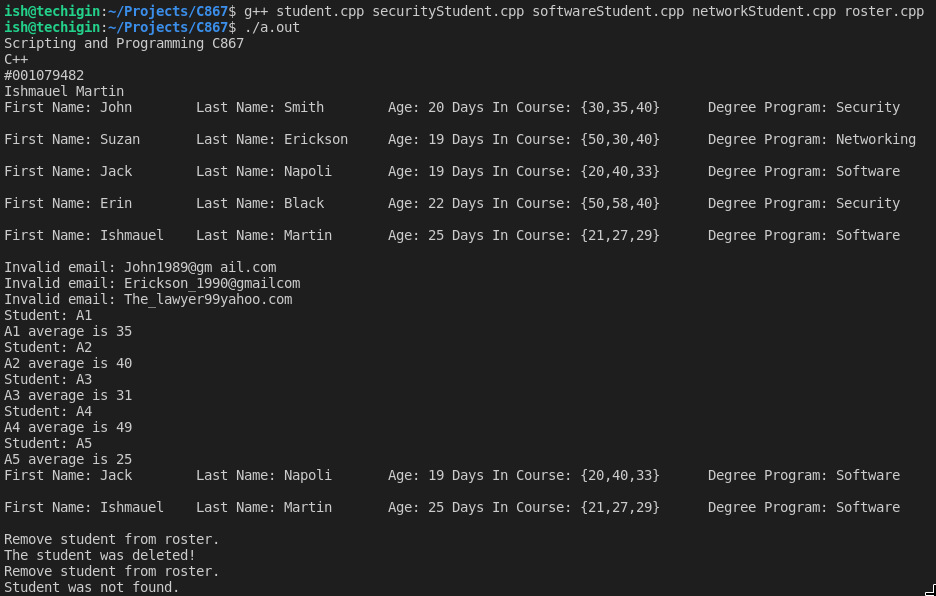 ish@techigin:~/Projects/C867$ g++ student.cpp securityStudent.cpp softwareStudent.cpp networkStudent.cpp roster.cpp
ish@techigin:~/Projects/C867$ ./a.out
Scripting and Programming C867
C++
#001079482
Ishmauel Martin
First Name: John        Last Name: Smith        Age: 20 Days In Course: {30,35,40}      Degree Program: Security
First Name: Suzan       Last Name: Erickson     Age: 19 Days In Course: {50,30,40}      Degree Program: Networking
First Name: Jack        Last Name: Napoli       Age: 19 Days In Course: {20,40,33}      Degree Program: Software
First Name: Erin        Last Name: Black        Age: 22 Days In Course: {50,58,40}      Degree Program: Security
First Name: Ishmauel    Last Name: Martin       Age: 25 Days In Course: {21,27,29}      Degree Program: Software
Invalid email: John1989@gm ail.com
Invalid email: Erickson_1990@gmailcom
Invalid email: The_lawyer99yahoo.com
Student: A1
A1 average is 35
Student: A2
A2 average is 40
Student: A3
A3 average is 31
Student: A4
A4 average is 49
Student: A5
A5 average is 25
First Name: Jack        Last Name: Napoli       Age: 19 Days In Course: {20,40,33}      Degree Program: Software
First Name: Ishmauel    Last Name: Martin       Age: 25 Days In Course: {21,27,29}      Degree Program: Software
Remove student from roster.
The student was deleted!
Remove student from roster.
Student was not found.